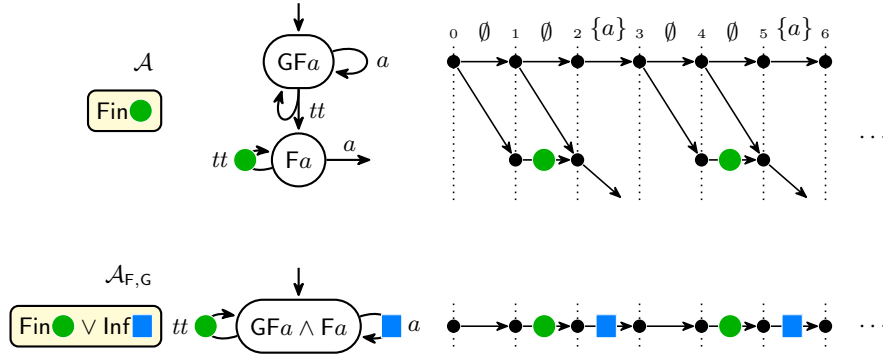 0 ∅ 1 ∅ 2 {a} 3 ∅ 4 ∅ 5 {a} 6
𝒜
GFa a
Fin
tt
tt Fa a
...
𝒜F,G
Fin ∨ Inf tt GFa ∧ Fa a ...